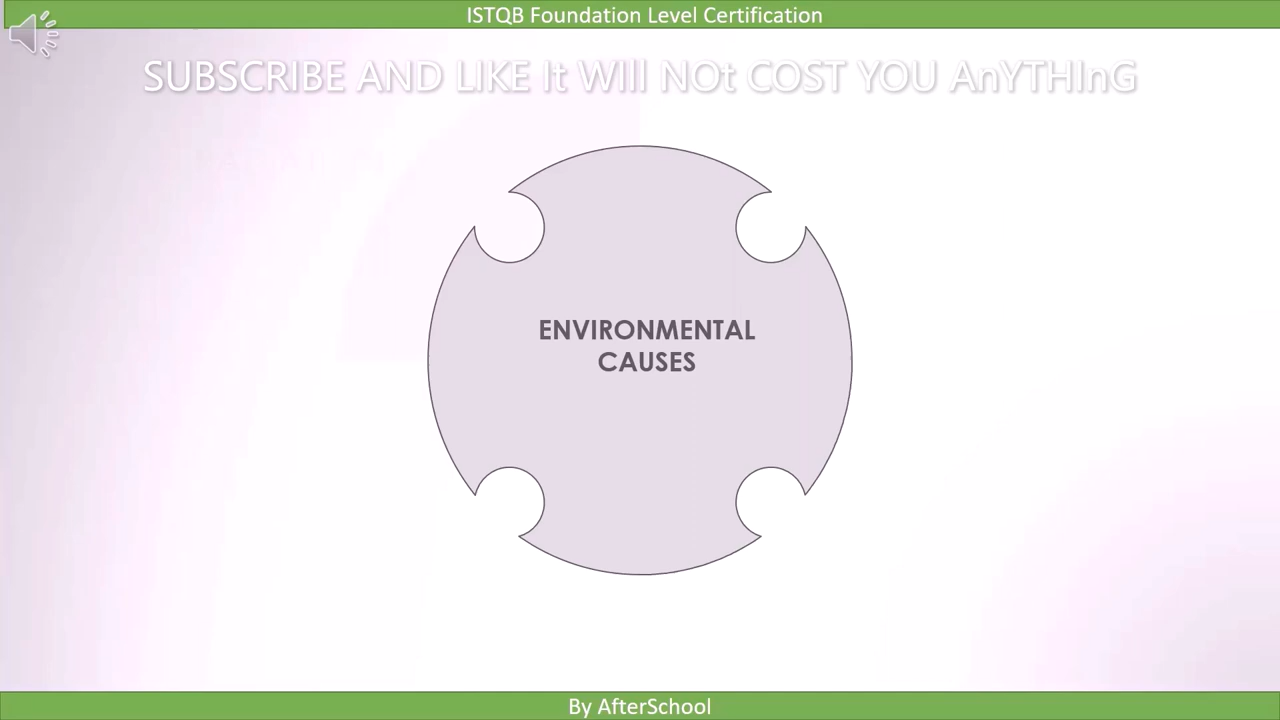 ISTQB Foundation Level Certification
SUBSCRIBE AND LIKE It WIll NOt COST YOU AnYTHInG
ENVIRONMENTAL
CAUSES
By AfterSchool